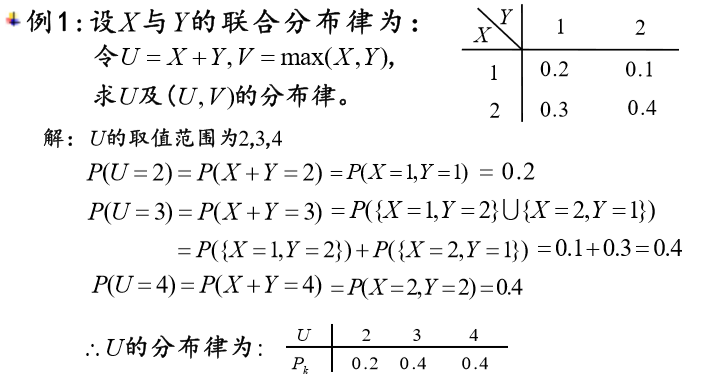 例1:设X与Y的联合分布律为:
令U = X + Y, V = max(X, Y),
求U及(U, V)的分布律。
X Y 1 2
1 0.2 0.1
2 0.3 0.4
解: U的取值范围为2,3,4
P(U = 2) = P(X + Y = 2) = P(X = 1, Y = 1) = 0.2
P(U = 3) = P(X + Y = 3) = P({X = 1, Y = 2}⋃{X = 2, Y = 1})
= P({X = 1, Y = 2}) + P({X = 2, Y = 1}) = 0.1 + 0.3 = 0.4
P(U = 4) = P(X + Y = 4) = P(X = 2, Y = 2) = 0.4
∴U的分布律为:
U 2 3 4
Pk 0.2 0.4 0.4